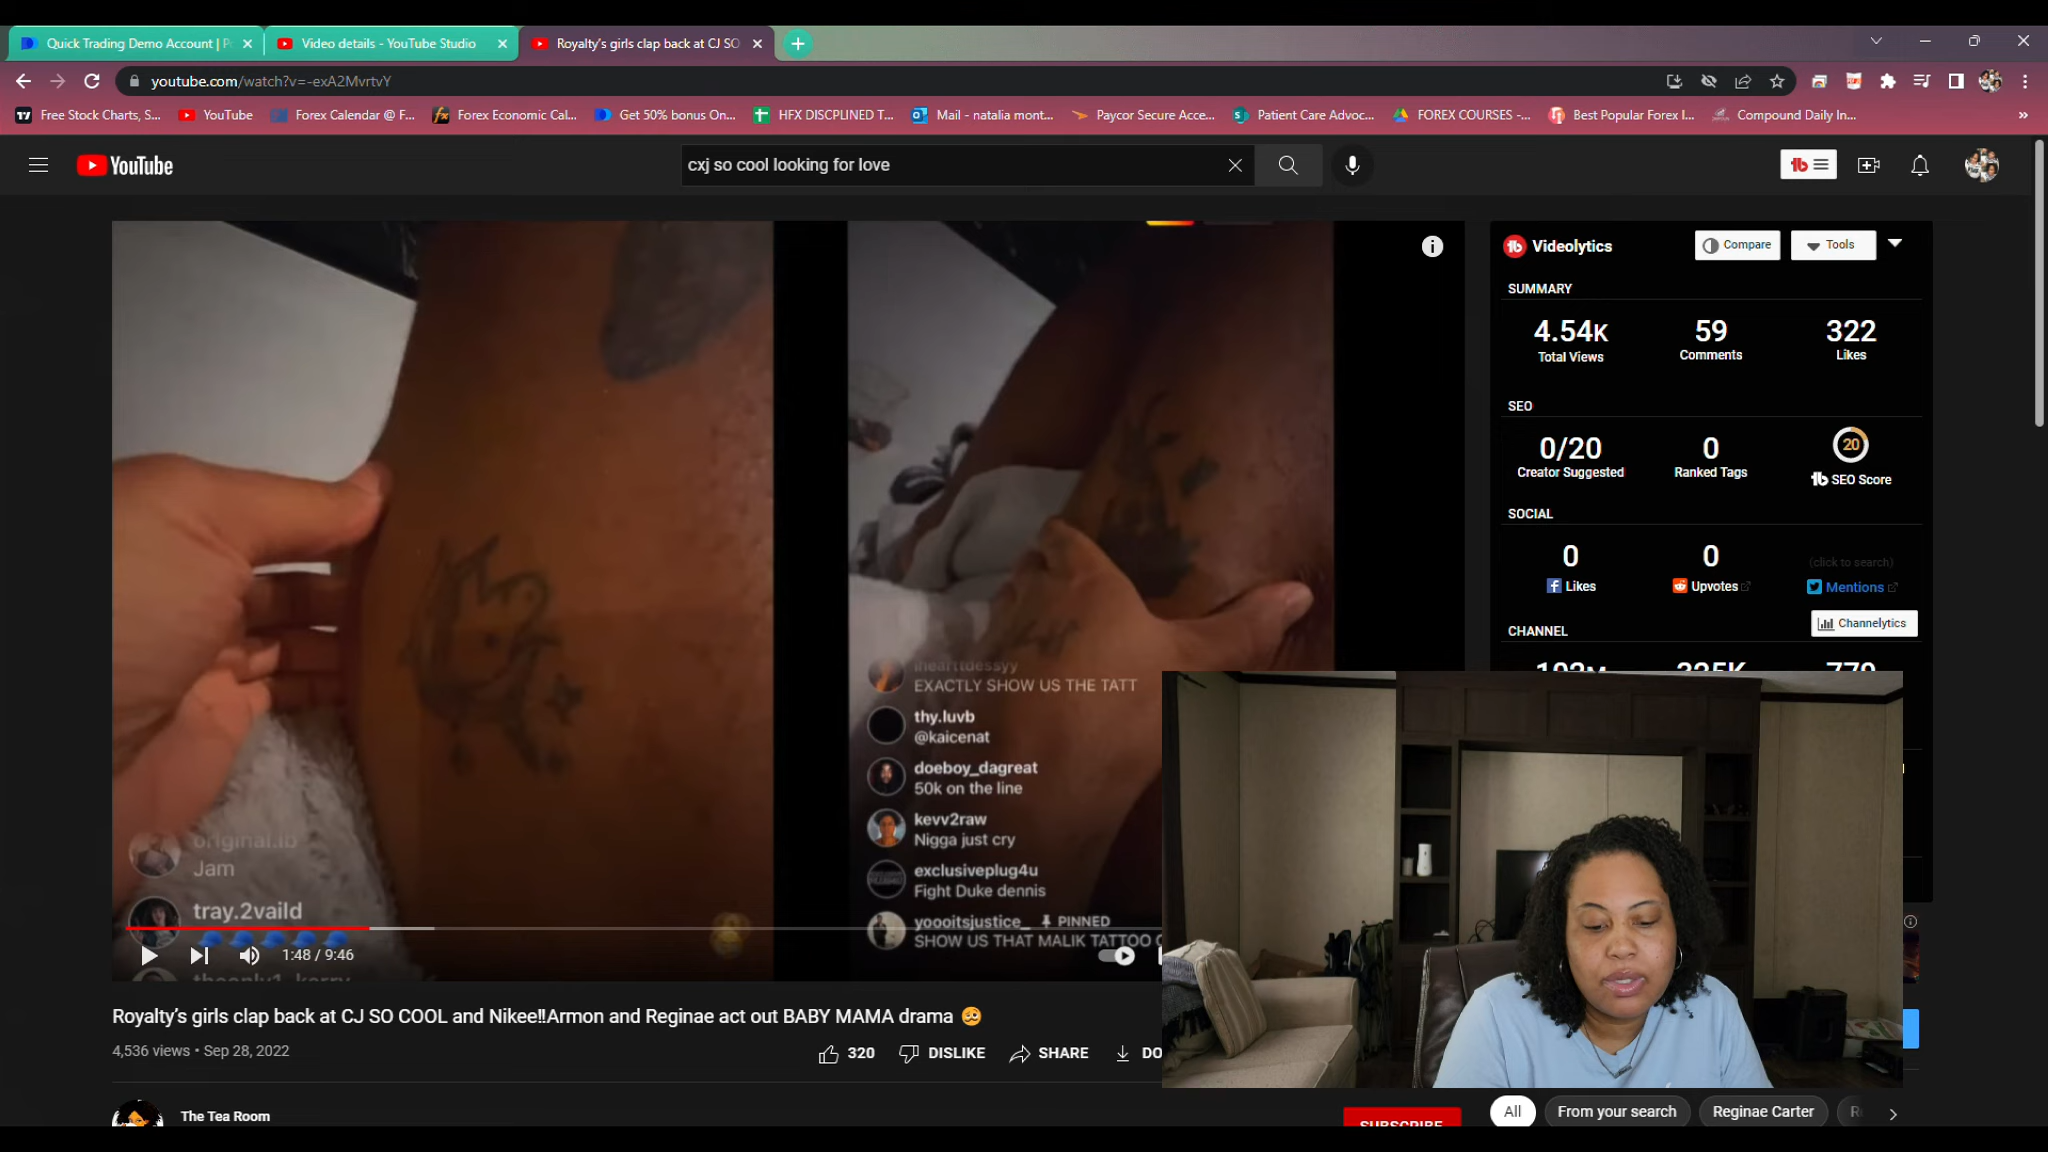 Quick Trading Demo Account | P
Video details - YouTube Studio
Royalty's girls clap back at CJ SO
youtube.com/watch?v=-exA2MvrtvY
Free Stock Charts, S...
YouTube
Forex Calendar @ F...
Forex Economic Cal...
Get 50% bonus On...
HFX DISCPLINED T...
Mail - natalia mont...
Paycor Secure Acce...
Patient Care Advoc...
FOREX COURSES -...
Best Popular Forex I...
Compound Daily In...
YouTube
cxj so cool looking for love
Videolytics
Compare
Tools
SUMMARY
4.54K 59 322
Total Views Comments Likes
SEO
0/20 0 20
Creator Suggested Ranked Tags SEO Score
SOCIAL
0 0 (click to search)
Likes Upvotes Mentions
CHANNEL
Channelytics
ihearttdessyy
EXACTLY SHOW US THE TATT
thy.luvb
@kaicenat
doeboy_dagreat
50k on the line
kevv2raw
Nigga just cry
exclusiveplug4u
Fight Duke dennis
yoooitsjustice_ PINNED
SHOW US THAT MALIK TATTOO
original.lb
Jam
tray.2vaild
1:48 / 9:46
Royalty's girls clap back at CJ SO COOL and Nikee!!Armon and Reginae act out BABY MAMA drama 🥺
4,536 views • Sep 28, 2022
320 DISLIKE SHARE DO
The Tea Room
SUBSCRIBE
All From your search Reginae Carter